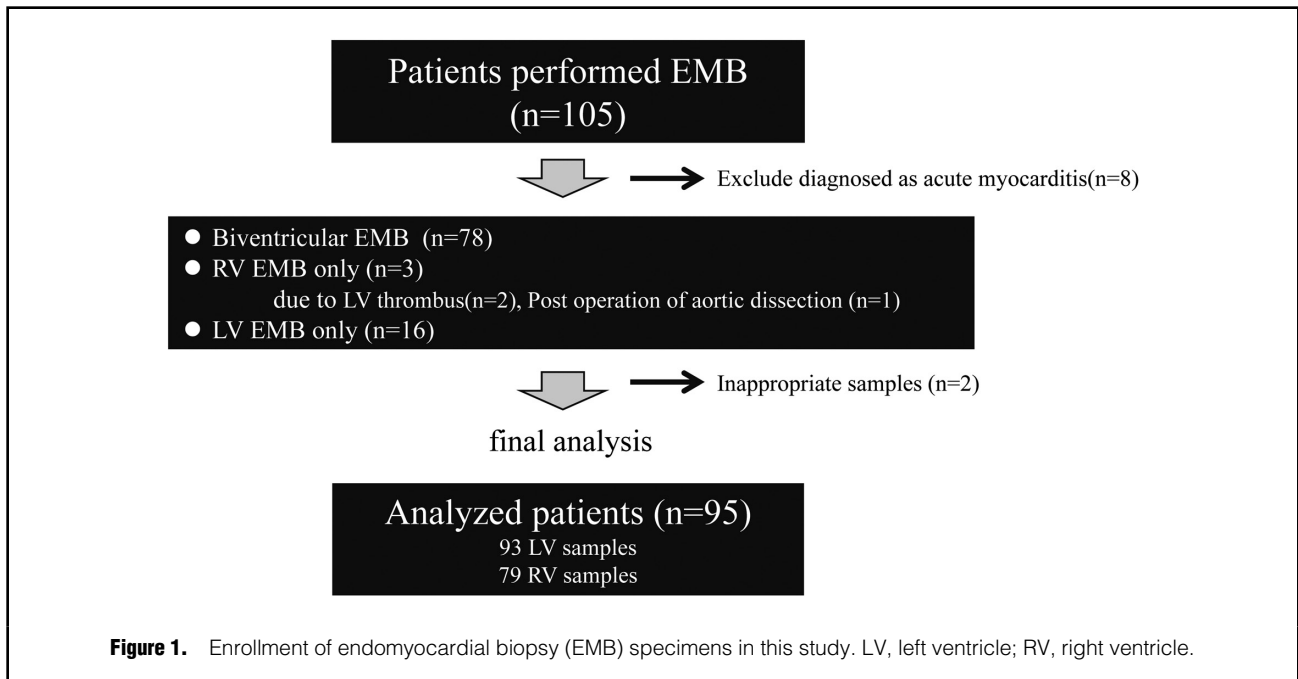 Patients performed EMB
(n=105)
Exclude diagnosed as acute myocarditis(n=8)
● Biventricular EMB (n=78)
● RV EMB only (n=3)
due to LV thrombus(n=2), Post operation of aortic dissection (n=1)
● LV EMB only (n=16)
Inappropriate samples (n=2)
final analysis
Analyzed patients (n=95)
93 LV samples
79 RV samples
Figure 1. Enrollment of endomyocardial biopsy (EMB) specimens in this study. LV, left ventricle; RV, right ventricle.